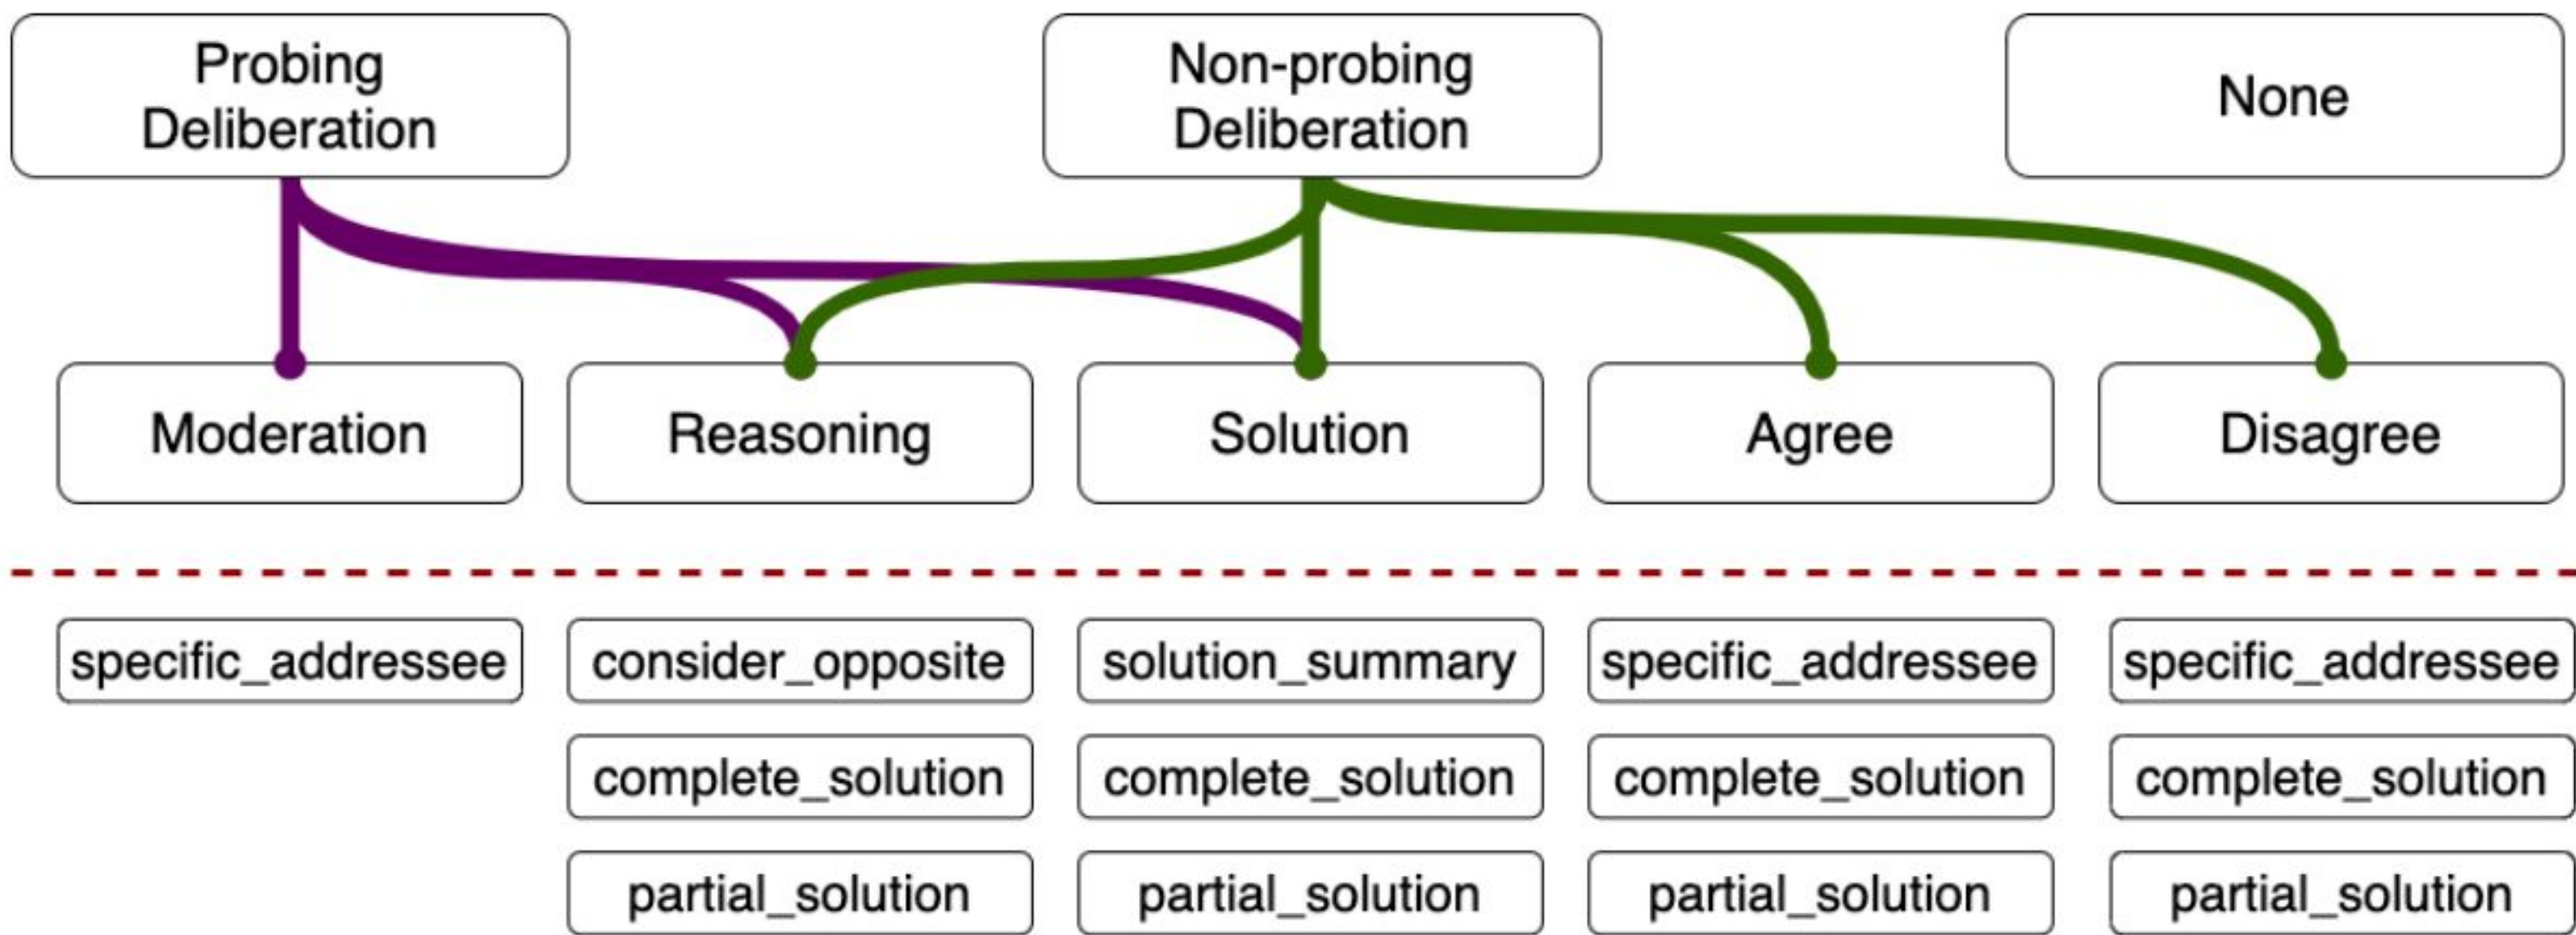 Probing
Deliberation
Non-probing
Deliberation
None
Moderation
Reasoning
Solution
Agree
Disagree
specific_addressee
consider_opposite
solution_summary
specific_addressee
specific_addressee
complete_solution
complete_solution
complete_solution
complete_solution
partial_solution
partial_solution
partial_solution
partial_solution